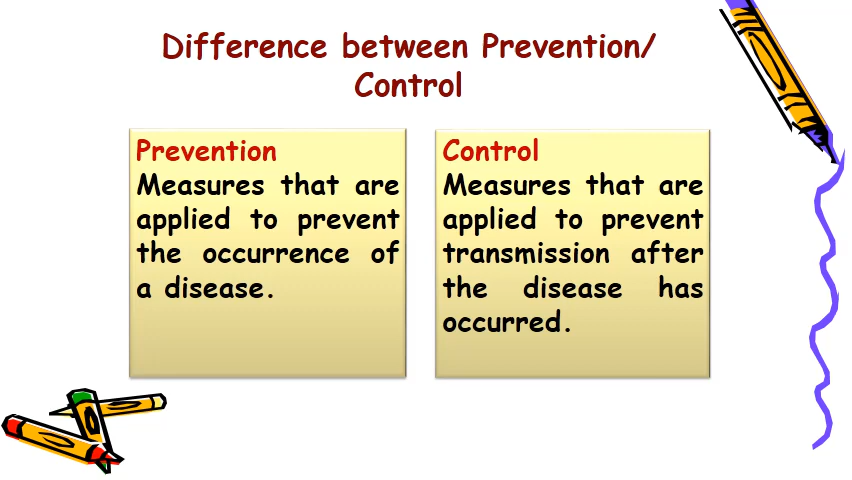 Difference between Prevention/
Control
Prevention
Measures that are
applied to prevent
the occurrence of
a disease.
Control
Measures that are
applied to prevent
transmission after
the disease has
occurred.